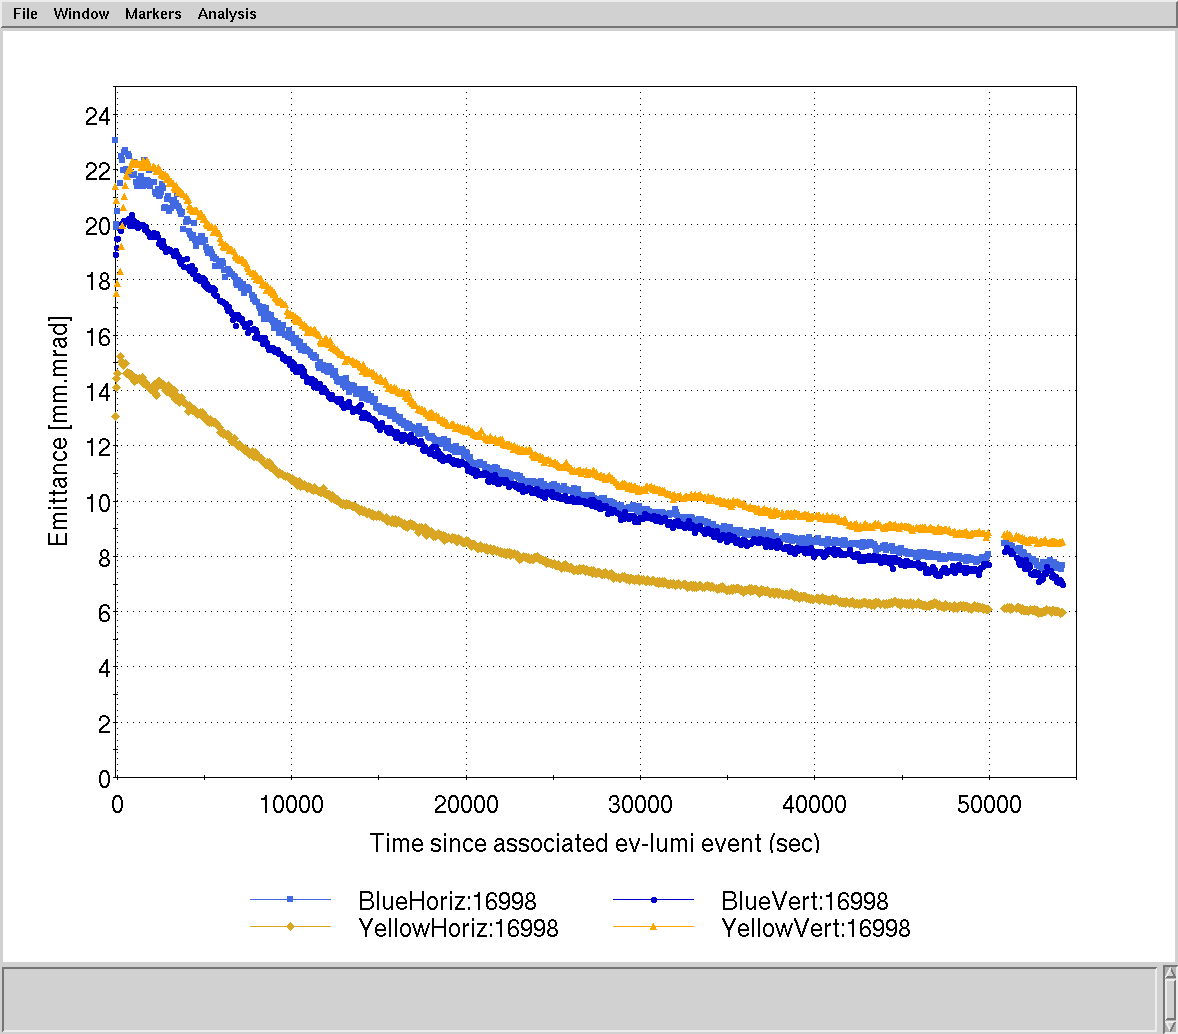 File Window Markers Analysis
24
22
20
18
16
14
12
10
8
6
4
2
0
Emittance [mm.mrad]
0 10000 20000 30000 40000 50000
Time since associated ev-lumi event (sec)
BlueHoriz:16998 BlueVert:16998
YellowHoriz:16998 YellowVert:16998